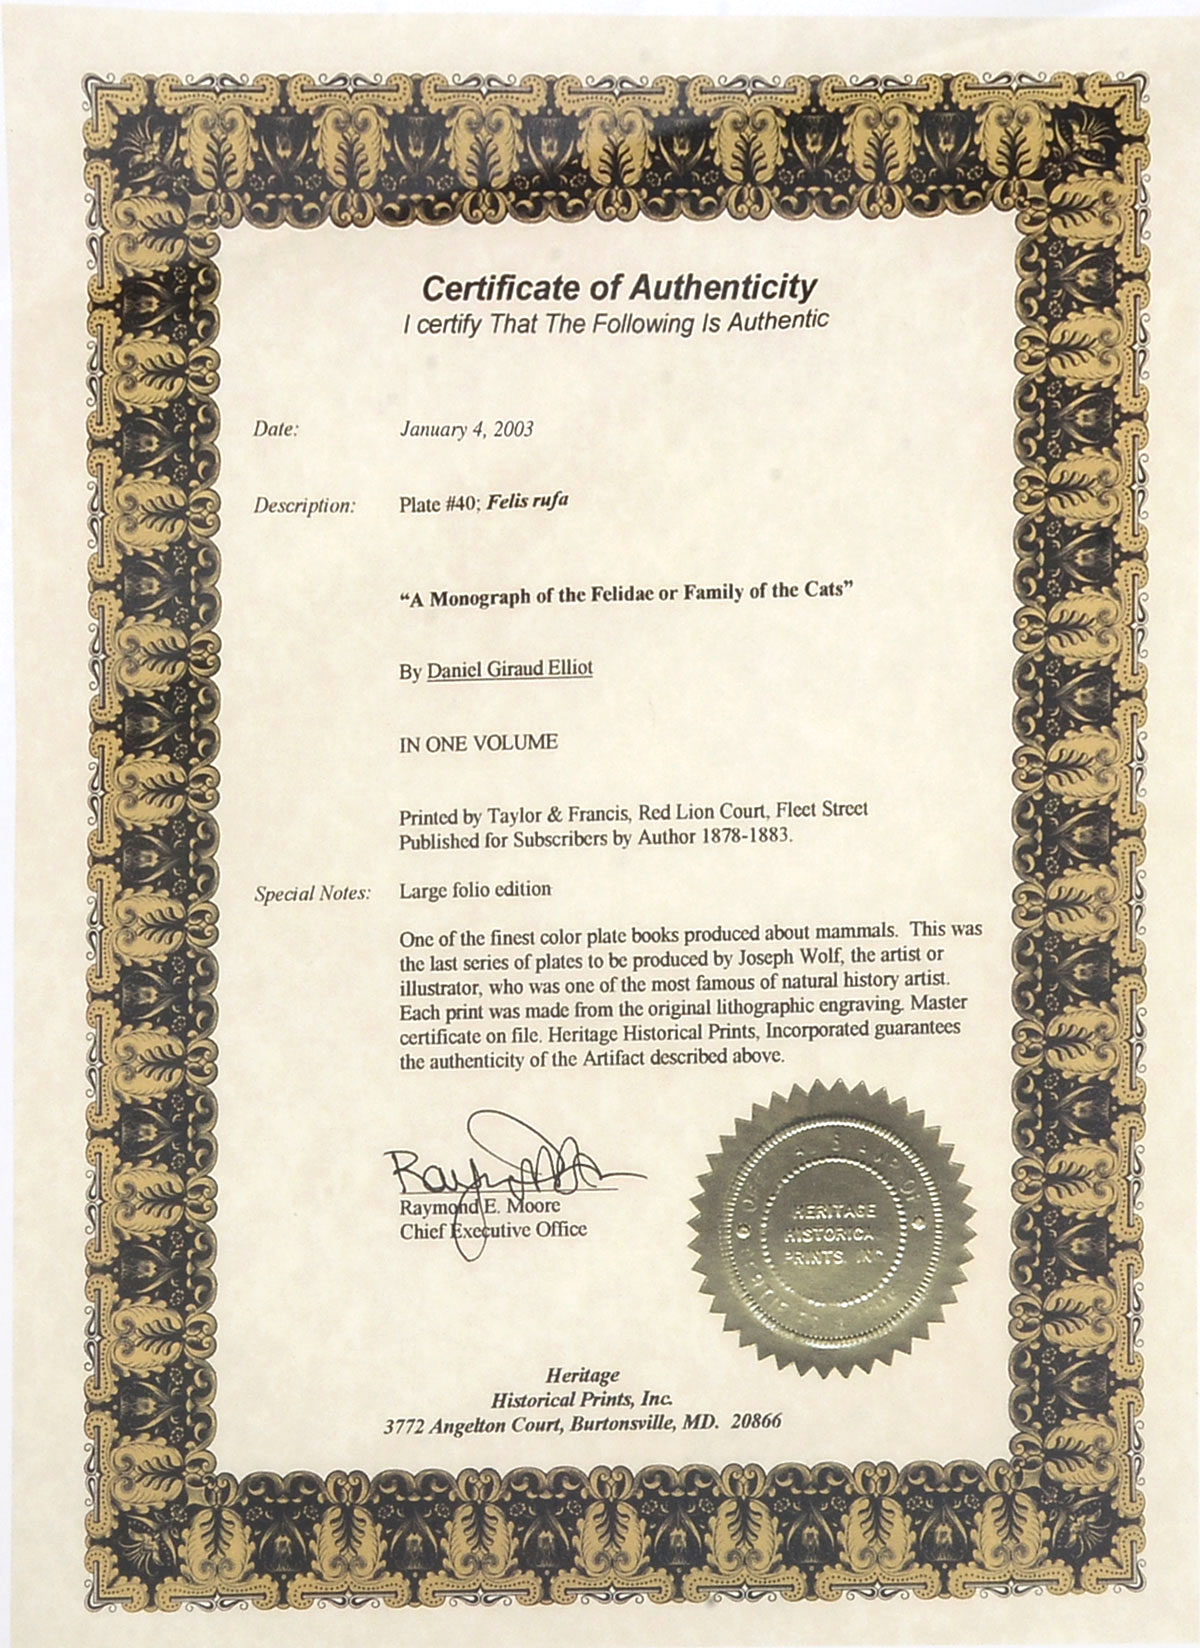 Certificate of Authenticity
I certify That The Following Is Authentic
Date: January 4, 2003
Description: Plate #40; Felis rufa
“A Monograph of the Felidae or Family of the Cats”
By Daniel Giraud Elliot
IN ONE VOLUME
Printed by Taylor & Francis, Red Lion Court, Fleet Street
Published for Subscribers by Author 1878-1883.
Special Notes: Large folio edition
One of the finest color plate books produced about mammals. This was
the last series of plates to be produced by Joseph Wolf, the artist or
illustrator, who was one of the most famous of natural history artist.
Each print was made from the original lithographic engraving. Master
certificate on file. Heritage Historical Prints, Incorporated guarantees
the authenticity of the Artifact described above.
Raymond E. Moore
Chief Executive Office
HERITAGE
HISTORICA
PRINTS, INC
Heritage
Historical Prints, Inc.
3772 Angelton Court, Burtonsville, MD. 20866